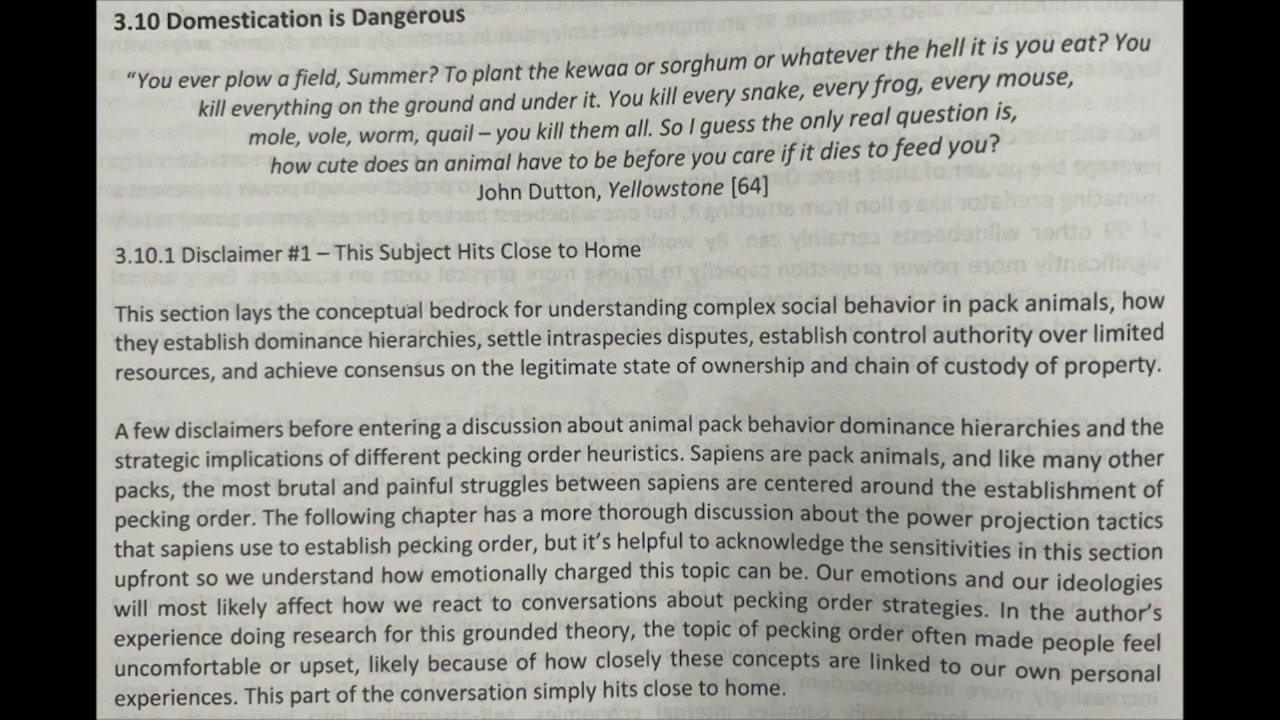 3.10 Domestication is Dangerous
“You ever plow a field, Summer? To plant the kewaa or sorghum or whatever the hell it is you eat? You
kill everything on the ground and under it. You kill every snake, every frog, every mouse,
mole, vole, worm, quail – you kill them all. So I guess the only real question is,
how cute does an animal have to be before you care if it dies to feed you?
John Dutton, Yellowstone [64]
3.10.1 Disclaimer #1 – This Subject Hits Close to Home
This section lays the conceptual bedrock for understanding complex social behavior in pack animals, how
they establish dominance hierarchies, settle intraspecies disputes, establish control authority over limited
resources, and achieve consensus on the legitimate state of ownership and chain of custody of property.
A few disclaimers before entering a discussion about animal pack behavior dominance hierarchies and the
strategic implications of different pecking order heuristics. Sapiens are pack animals, and like many other
packs, the most brutal and painful struggles between sapiens are centered around the establishment of
pecking order. The following chapter has a more thorough discussion about the power projection tactics
that sapiens use to establish pecking order, but it’s helpful to acknowledge the sensitivities in this section
upfront so we understand how emotionally charged this topic can be. Our emotions and our ideologies
will most likely affect how we react to conversations about pecking order strategies. In the author’s
experience doing research for this grounded theory, the topic of pecking order often made people feel
uncomfortable or upset, likely because of how closely these concepts are linked to our own personal
experiences. This part of the conversation simply hits close to home.